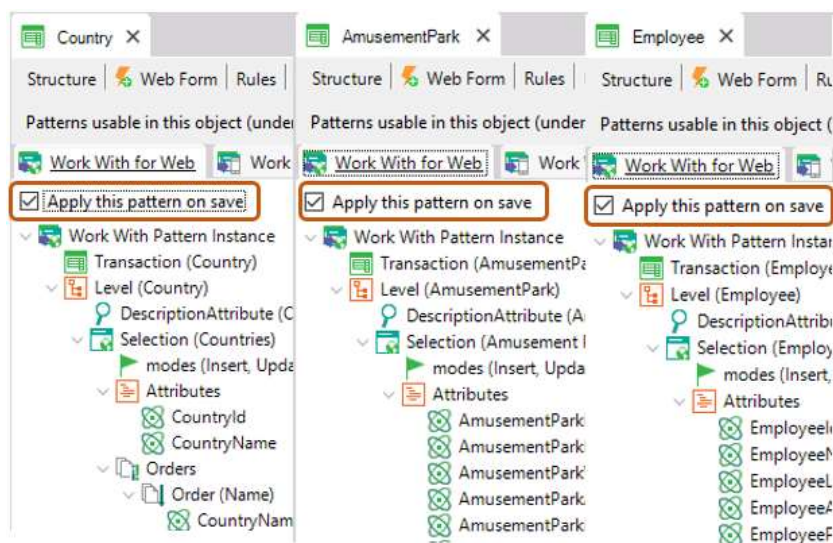 Country
Structure Web Form Rules
Patterns usable in this object (under
Work With for Web Work
Apply this pattern on save
Work With Pattern Instance
Transaction (Country)
Level (Country)
DescriptionAttribute (C
Selection (Countries)
modes (Insert, Upda
Attributes
CountryId
CountryName
Orders
Order (Name)
CountryNam
AmusementPark
Structure Web Form Rules
Patterns usable in this object (under
Work With for Web Work
Apply this pattern on save
Work With Pattern Instance
Transaction (AmusementPa
Level (AmusementPark)
DescriptionAttribute (A
Selection (Amusement
modes (Insert, Upda
Attributes
AmusementPark
AmusementPark
AmusementPark
AmusementPark
AmusementPark
Employee
Structure Web Form Ru
Patterns usable in this object (
Work With for Web
Apply this pattern on save
Work With Pattern Instan
Transaction (Employe
Level (Employee)
DescriptionAttribu
Selection (Employ
modes (Insert,
Attributes
EmployeeI
EmployeeN
EmployeeL
EmployeeA
EmployeeP